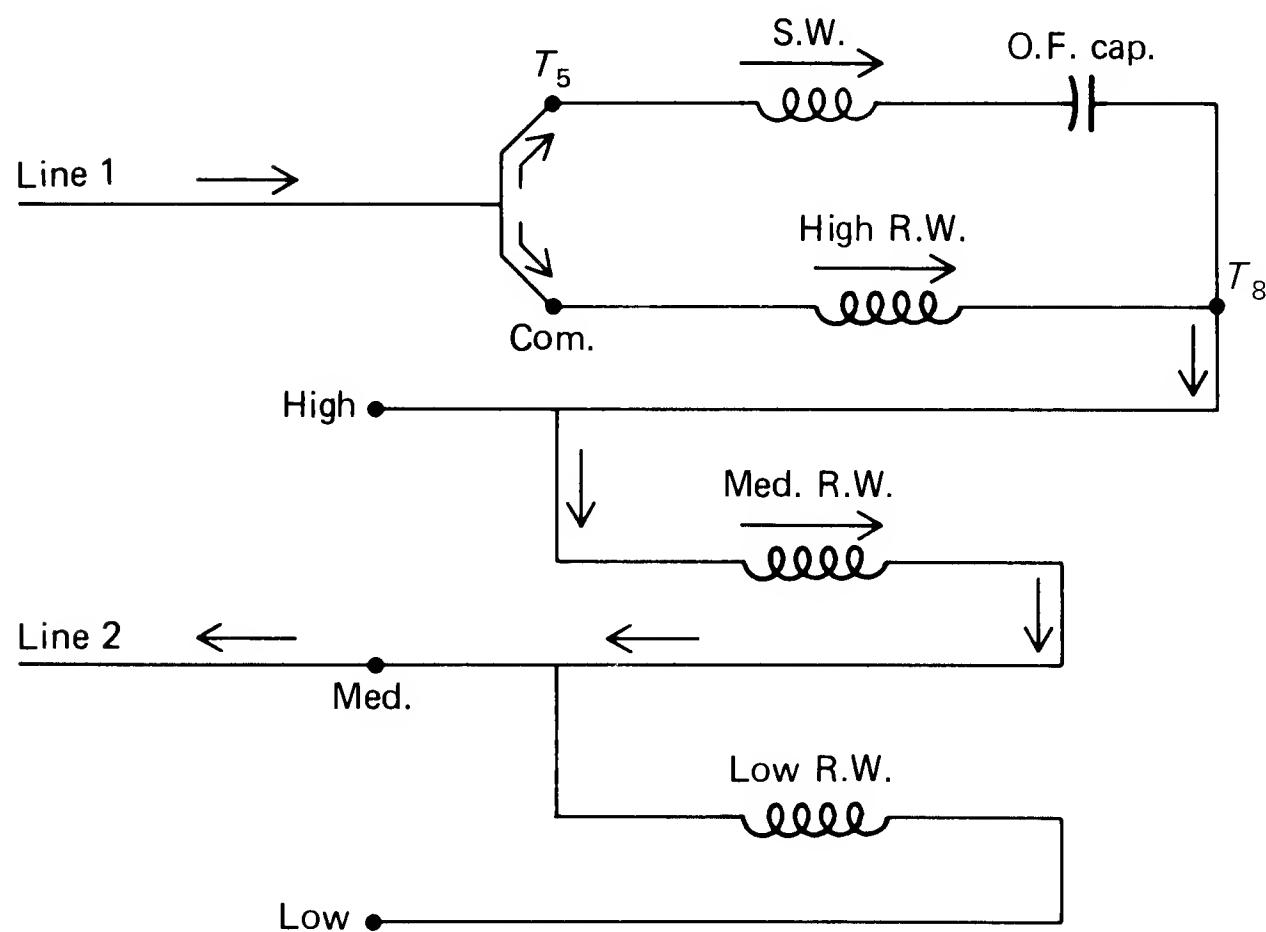 S.W.
O.F. cap.
T5
Line 1
High R.W.
T8
Com.
High
Med. R.W.
Line 2
Med.
Low R.W.
Low